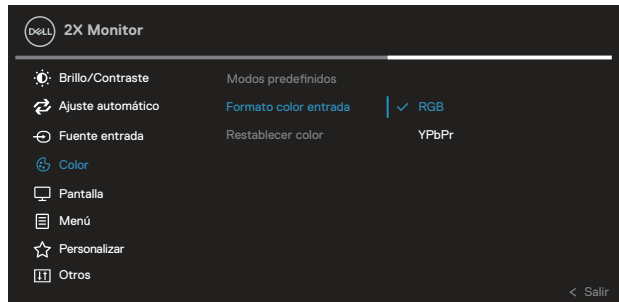 DELL 2X Monitor
Brillo/Contraste Modos predefinidos
Ajuste automático Formato color entrada RGB
Fuente entrada Restablecer color YPbPr
Color
Pantalla
Menú
Personalizar
Otros
< Salir